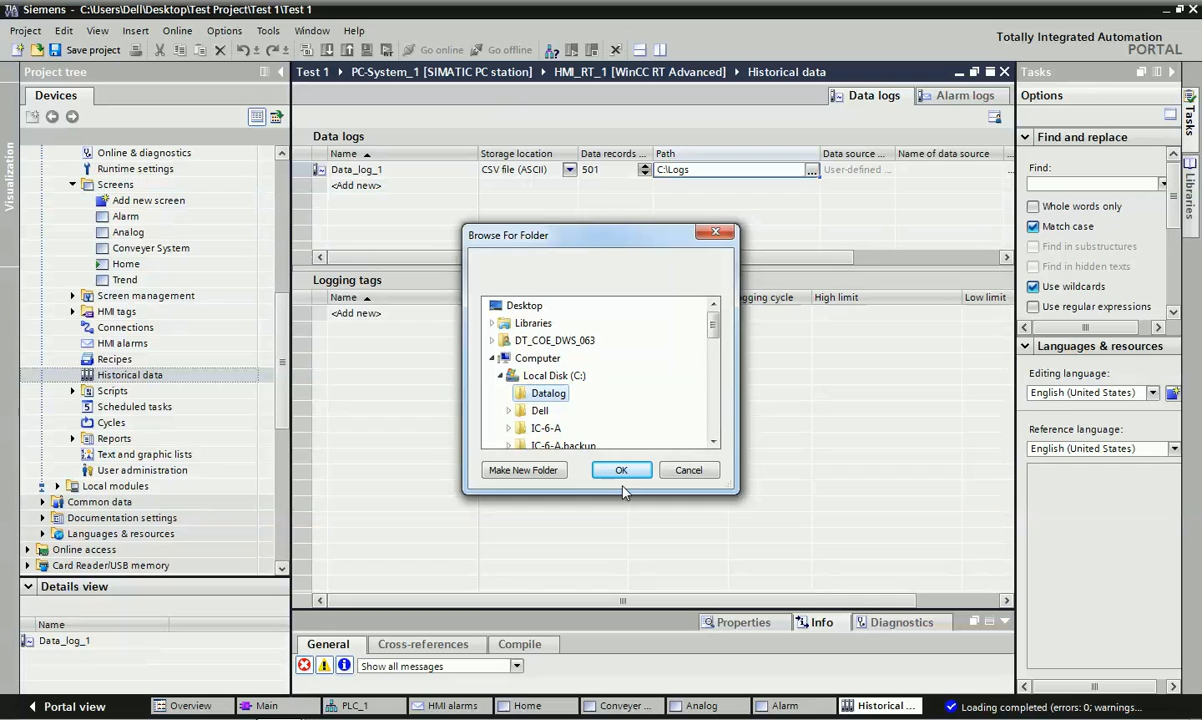 Siemens - C:\Users\Dell\Desktop\Test Project\Test 1\Test 1
Project Edit View Insert Online Options Tools Window Help
Totally Integrated Automation
PORTAL
Save project Go online Go offline
Project tree
Test 1 PC-System_1 [SIMATIC PC station] HMI_RT_1 [WinCC RT Advanced] Historical data
Tasks
Devices
Data logs Alarm logs
Options
Visualization
Online & diagnostics
Runtime settings
Screens
Add new screen
Alarm
Analog
Conveyer System
Home
Trend
Screen management
HMI tags
Connections
HMI alarms
Recipes
Historical data
Scripts
Scheduled tasks
Cycles
Reports
Text and graphic lists
User administration
Local modules
Common data
Documentation settings
Languages & resources
Online access
Card Reader/USB memory
Details view
Name
Data_log_1
Data logs
Name Storage location Data records ... Path Data source ... Name of data source
Data_log_1 CSV file (ASCII) 501 C:\Logs ... User-defined ...
<Add new>
Logging tags
Name High limit Low limit
<Add new>
Browse For Folder
Desktop
Libraries
DT_COE_DWS_063
Computer
Local Disk (C:)
Datalog
Dell
IC-6-A
IC-6-A.backup
Make New Folder OK Cancel
Properties Info Diagnostics
General Cross-references Compile
Show all messages
Find and replace
Find:
Whole words only
Match case
Find in substructures
Find in hidden texts
Use wildcards
Use regular expressions
Languages & resources
Editing language:
English (United States)
Reference language:
English (United States)
Tasks
Libraries
Portal view Overview Main PLC_1 HMI alarms Home Conveyer ... Analog Alarm Historical ... Loading completed (errors: 0; warnings...